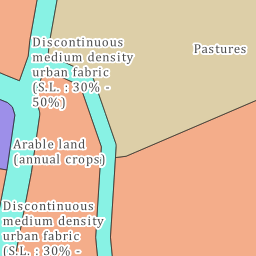 Discontinuous
medium density
urban fabric
(S.L. : 30% -
50%)
Pastures
Arable land
(annual crops)
Discontinuous
medium density
urban fabric
(S.L. : 30% -